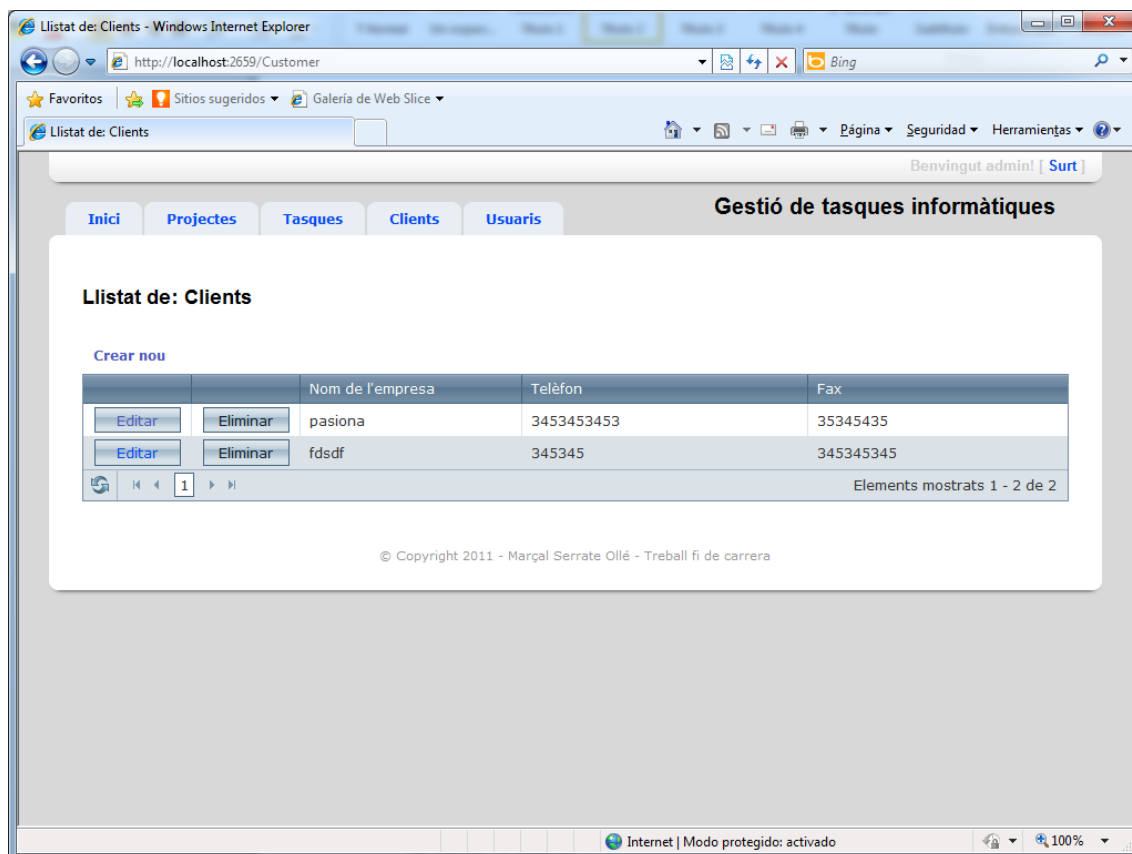 Llistat de: Clients - Windows Internet Explorer
http://localhost:2659/Customer
Bing
Favoritos
Sitios sugeridos
Galería de Web Slice
Llistat de: Clients
Página
Seguridad
Herramientas
Benvingut admin! [ Surt ]
Gestió de tasques informàtiques
Inici
Projectes
Tasques
Clients
Usuaris
Llistat de: Clients
Crear nou
Nom de l'empresa Telèfon Fax
Editar Eliminar pasiona 3453453453 35345435
Editar Eliminar fdsdf 345345 345345345
1 Elements mostrats 1 - 2 de 2
© Copyright 2011 - Marçal Serrate Ollé - Treball fi de carrera
Internet | Modo protegido: activado
100%